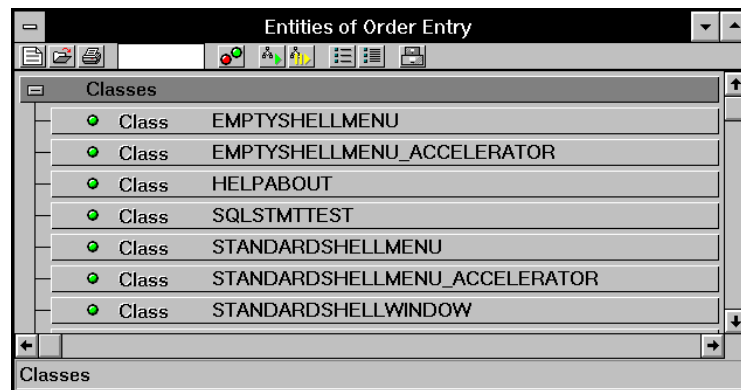 Entities of Order Entry
Classes
Class EMPTYSHELLMENU
Class EMPTYSHELLMENU_ACCELERATOR
Class HELPABOUT
Class SQLSTMTTEST
Class STANDARDSHELLMENU
Class STANDARDSHELLMENU_ACCELERATOR
Class STANDARDSHELLWINDOW
Classes